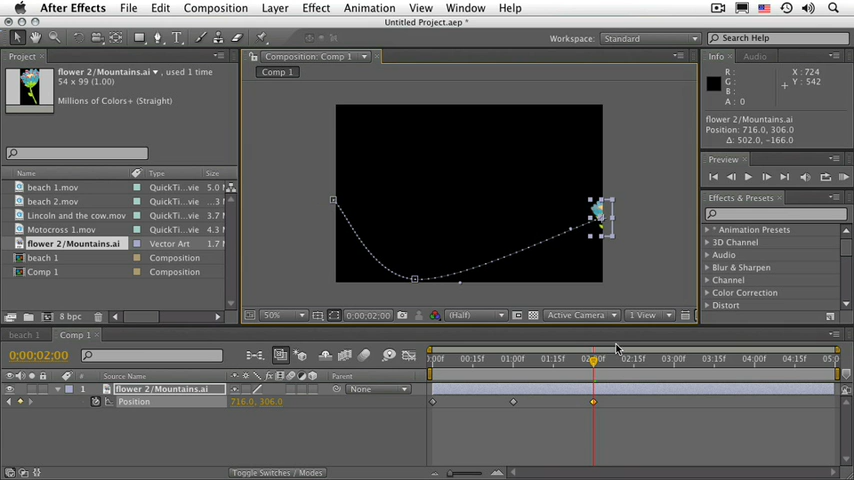 After Effects File Edit Composition Layer Effect Animation View Window Help
Untitled Project.aep *
Workspace: Standard
Search Help
Project
Composition: Comp 1
Info
Audio
flower 2/Mountains.ai , used 1 time
54 x 99 (1.00)
Millions of Colors+ (Straight)
Comp 1
R :
G :
B :
A : 0
X : 724
Y : 542
flower 2/Mountains.ai
Position: 716.0, 306.0
Δ: 502.0, -166.0
Preview
Name
Type
Size
beach 1.mov QuickTi...vie 5.0 M
beach 2.mov QuickTi...vie ...3 M
Lincoln and the cow.mov QuickTi...vie ...6 M
Motocross 1.mov QuickTi...vie 4.3 M
flower 2/Mountains.ai Vector Art 1.7 M
beach 1 Composition
Comp 1 Composition
Effects & Presets
* Animation Presets
3D Channel
Audio
Blur & Sharpen
Channel
Color Correction
Distort
8 bpc
50%
0;00;02;00
(Half)
Active Camera
1 View
beach 1
Comp 1
0;00;02;00
:00f 00:15f 01:00f 01:15f 02:00f 02:15f 03:00f 03:15f 04:00f 04:15f 05:0
# Source Name
Parent
1 flower 2/Mountains.ai
None
Position
716.0, 306.0
Toggle Switches / Modes